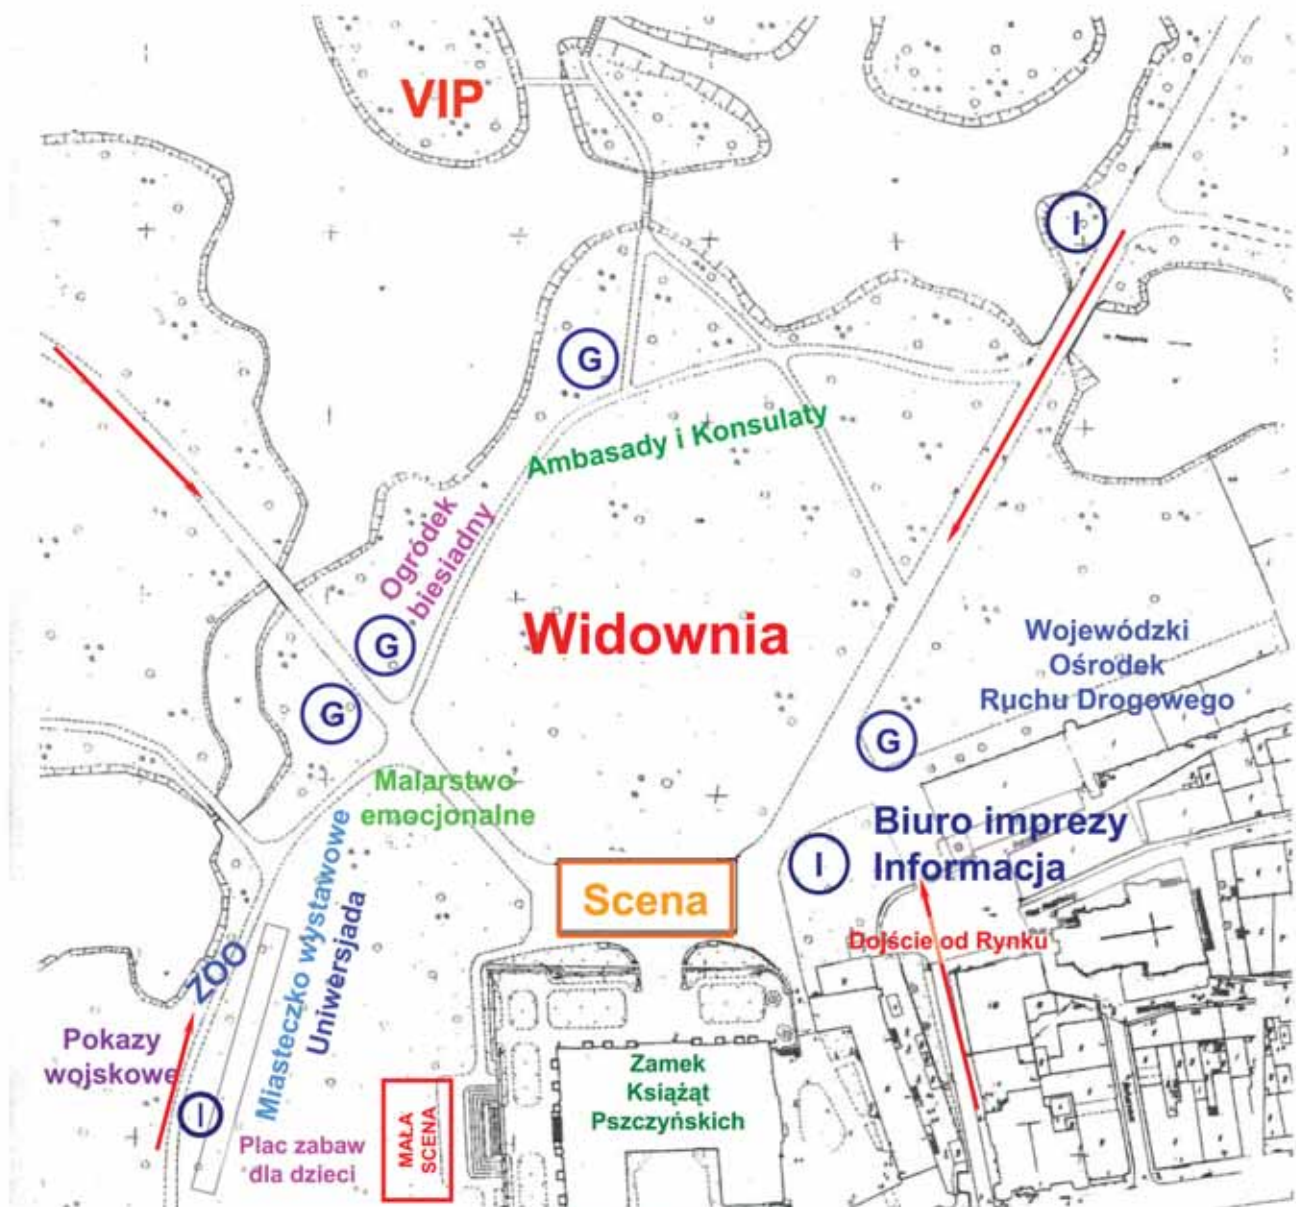 VIP
I
G
Ambasady i Konsulaty
Ogródek
biesiadny
Widownia
G
G
Wojewódzki
Ośrodek
Ruchu Drogowego
G
Malarstwo
emocjonalne
Biuro imprezy
Informacja
I
Scena
Dojście od Rynku
ZOO
Miasteczko wystawowe
Uniwersjada
Pokazy
wojskowe
I
Plac zabaw
dla dzieci
MAŁA
SCENA
Zamek
Książąt
Pszczyńskich